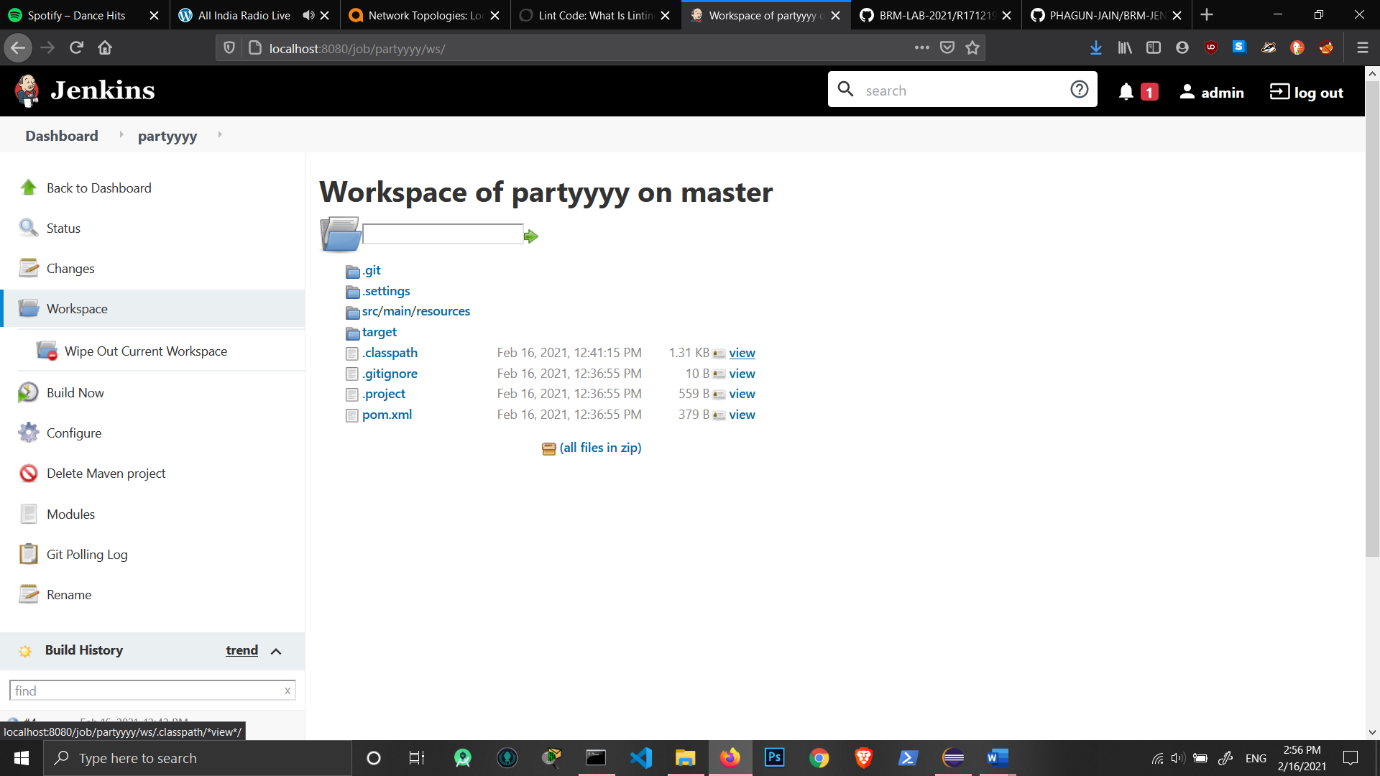 Spotify – Dance Hits
All India Radio Live
Network Topologies: Lo
Lint Code: What Is Lintin
Workspace of partyyyy o
BRM-LAB-2021/R171219
PHAGUN-JAIN/BRM-JEN
localhost:8080/job/partyyyy/ws/
Jenkins
search
1
admin
log out
Dashboard
partyyyy
Back to Dashboard
Status
Changes
Workspace
Wipe Out Current Workspace
Build Now
Configure
Delete Maven project
Modules
Git Polling Log
Rename
Build History
trend
find
x
Workspace of partyyyy on master
.git
.settings
src/main/resources
target
.classpath Feb 16, 2021, 12:41:15 PM 1.31 KB view
.gitignore Feb 16, 2021, 12:36:55 PM 10 B view
.project Feb 16, 2021, 12:36:55 PM 559 B view
pom.xml Feb 16, 2021, 12:36:55 PM 379 B view
(all files in zip)
localhost:8080/job/partyyyy/ws/.classpath/*view*/
Type here to search
Ps
ENG
2:56 PM
2/16/2021